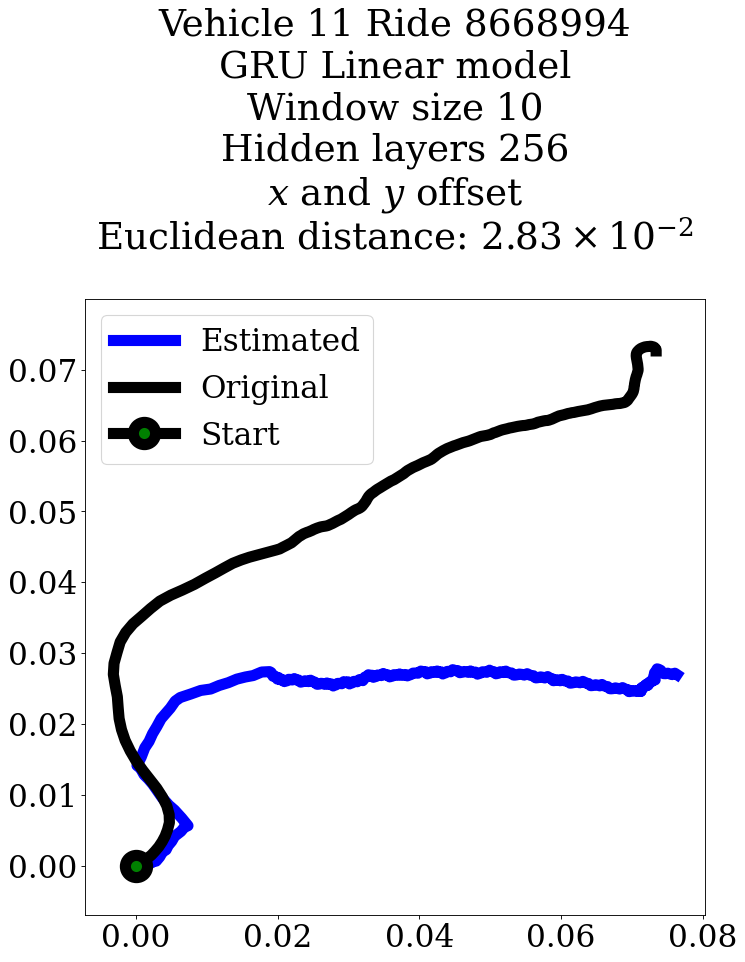 Vehicle 11 Ride 8668994
GRU Linear model
Window size 10
Hidden layers 256
x and y offset
Euclidean distance: 2.83 × 10⁻²
Estimated
Original
Start
0.07
0.06
0.05
0.04
0.03
0.02
0.01
0.00
0.00 0.02 0.04 0.06 0.08